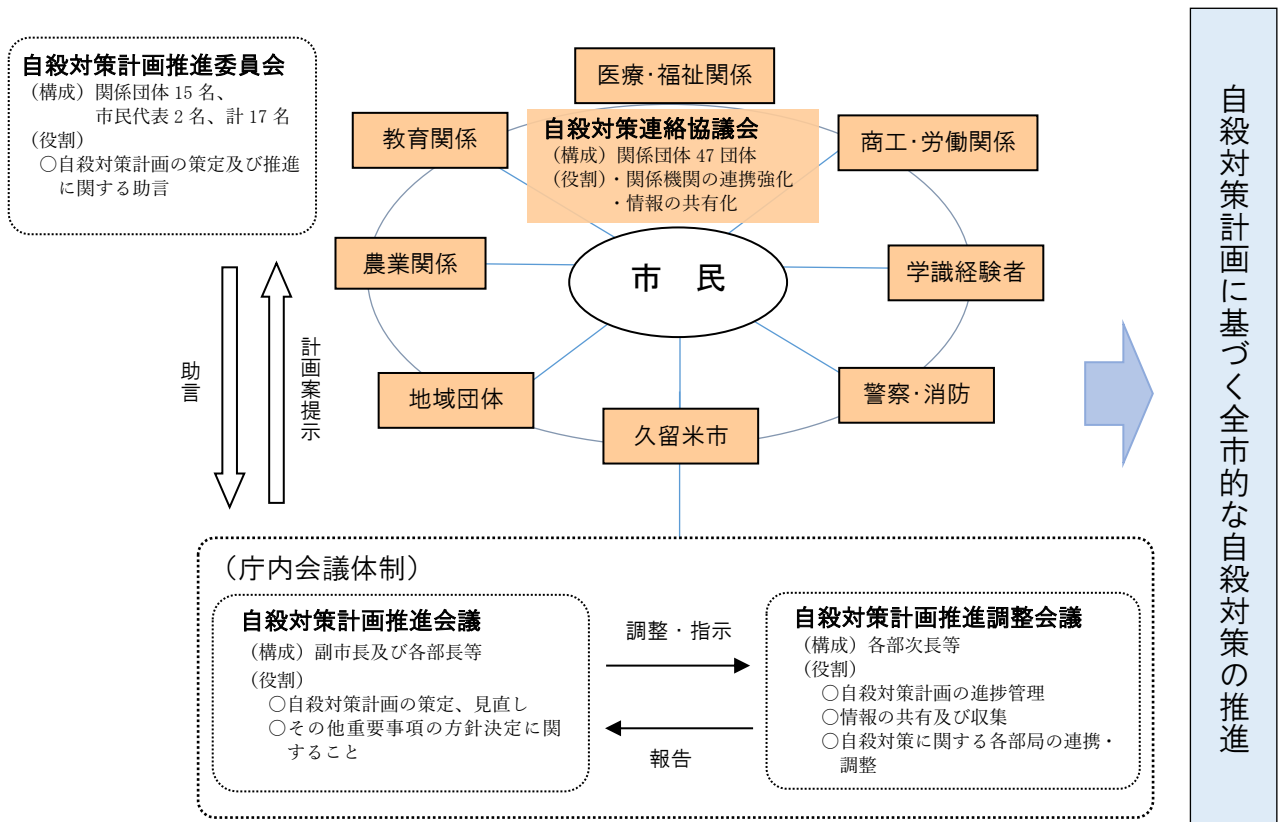 自殺対策計画推進委員会
（構成）関係団体 15 名、
市民代表 2 名、計 17 名
（役割）
○自殺対策計画の策定及び推進
に関する助言
医療・福祉関係
教育関係
自殺対策連絡協議会
（構成）関係団体 47 団体
（役割）・関係機関の連携強化
・情報の共有化
商工・労働関係
農業関係
市　民
学識経験者
地域団体
久留米市
警察・消防
助言
計画案提示
（庁内会議体制）
自殺対策計画推進会議
（構成）副市長及び各部長等
（役割）
○自殺対策計画の策定、見直し
○その他重要事項の方針決定に関
すること
調整・指示
報告
自殺対策計画推進調整会議
（構成）各部次長等
（役割）
○自殺対策計画の進捗管理
○情報の共有及び収集
○自殺対策に関する各部局の連携・
調整
自殺対策計画に基づく全市的な自殺対策の推進